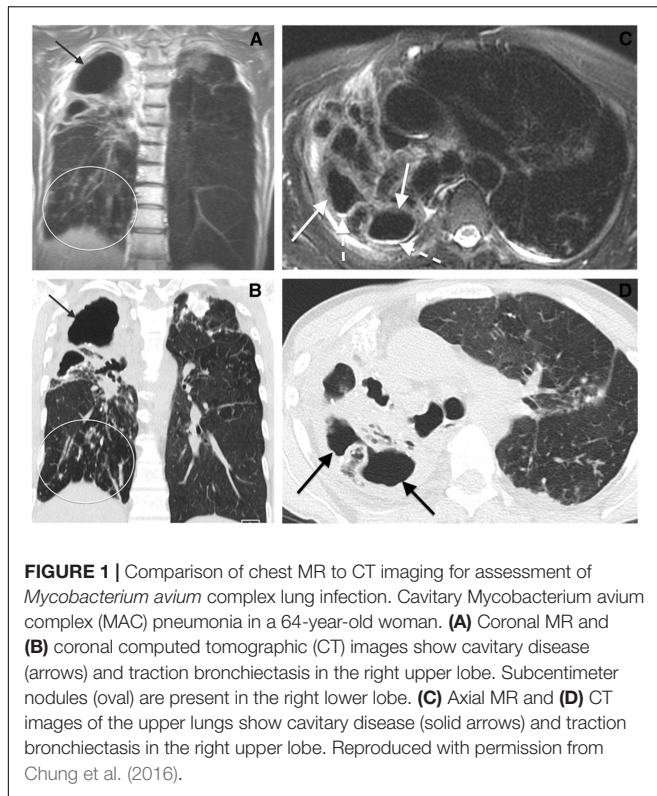 A
C
B
D
FIGURE 1 | Comparison of chest MR to CT imaging for assessment of
Mycobacterium avium complex lung infection. Cavitary Mycobacterium avium
complex (MAC) pneumonia in a 64-year-old woman. (A) Coronal MR and
(B) coronal computed tomographic (CT) images show cavitary disease
(arrows) and traction bronchiectasis in the right upper lobe. Subcentimeter
nodules (oval) are present in the right lower lobe. (C) Axial MR and (D) CT
images of the upper lungs show cavitary disease (solid arrows) and traction
bronchiectasis in the right upper lobe. Reproduced with permission from
Chung et al. (2016).